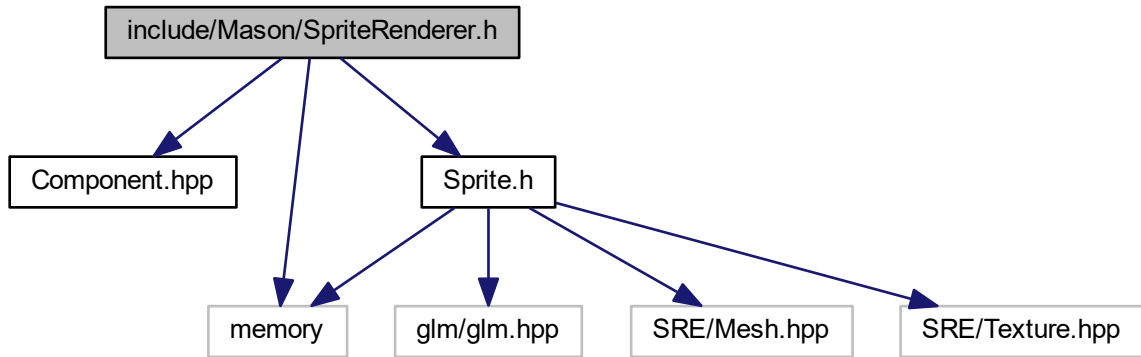 include/Mason/SpriteRenderer.h
Component.hpp
Sprite.h
memory
glm/glm.hpp
SRE/Mesh.hpp
SRE/Texture.hpp